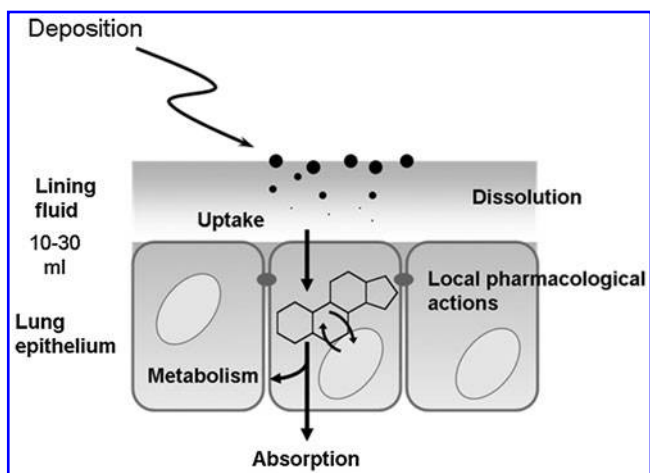 Deposition
Lining
fluid
10-30
ml
Dissolution
Uptake
Local pharmacological
actions
Lung
epithelium
Metabolism
Absorption